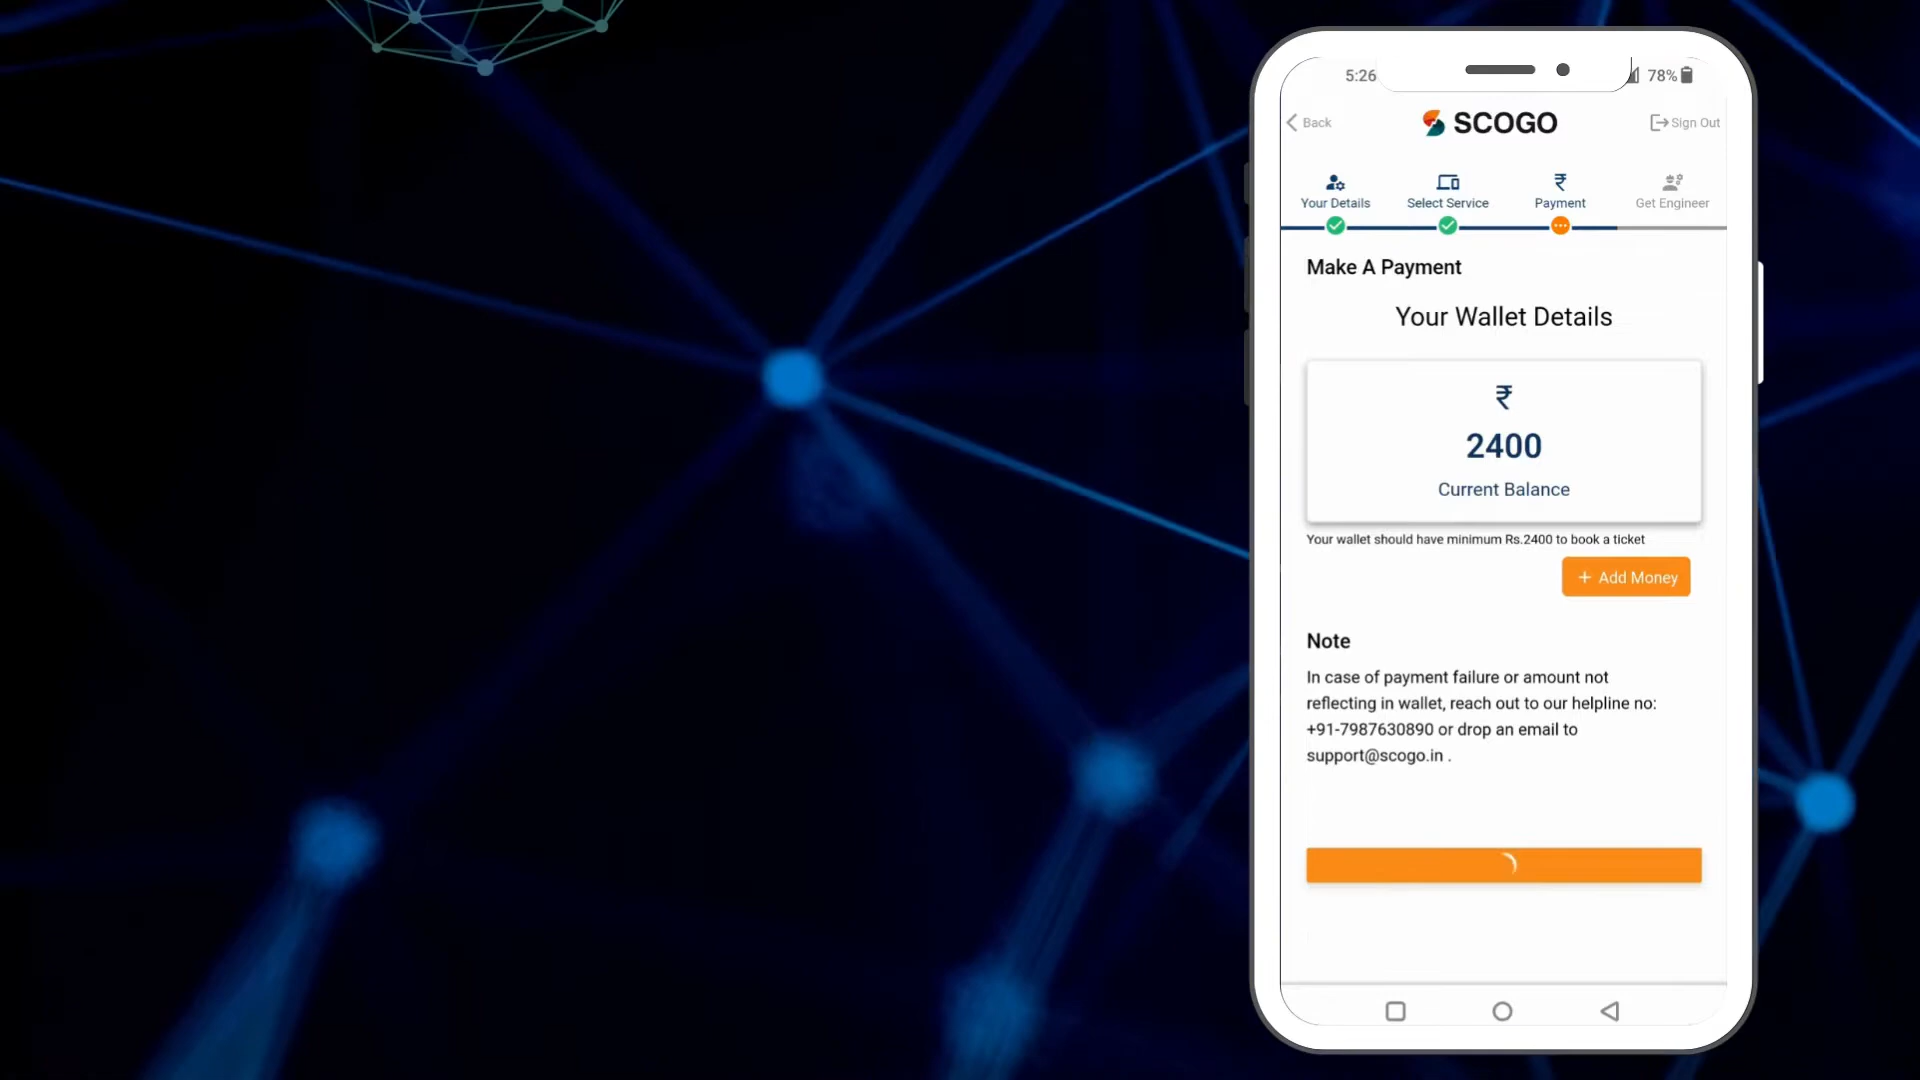 5:26
78%
Back
SCOGO
Sign Out
Your Details
Select Service
₹
Payment
Get Engineer
Make A Payment
Your Wallet Details
₹
2400
Current Balance
Your wallet should have minimum Rs.2400 to book a ticket
+ Add Money
Note
In case of payment failure or amount not
reflecting in wallet, reach out to our helpline no:
+91-7987630890 or drop an email to
support@scogo.in .